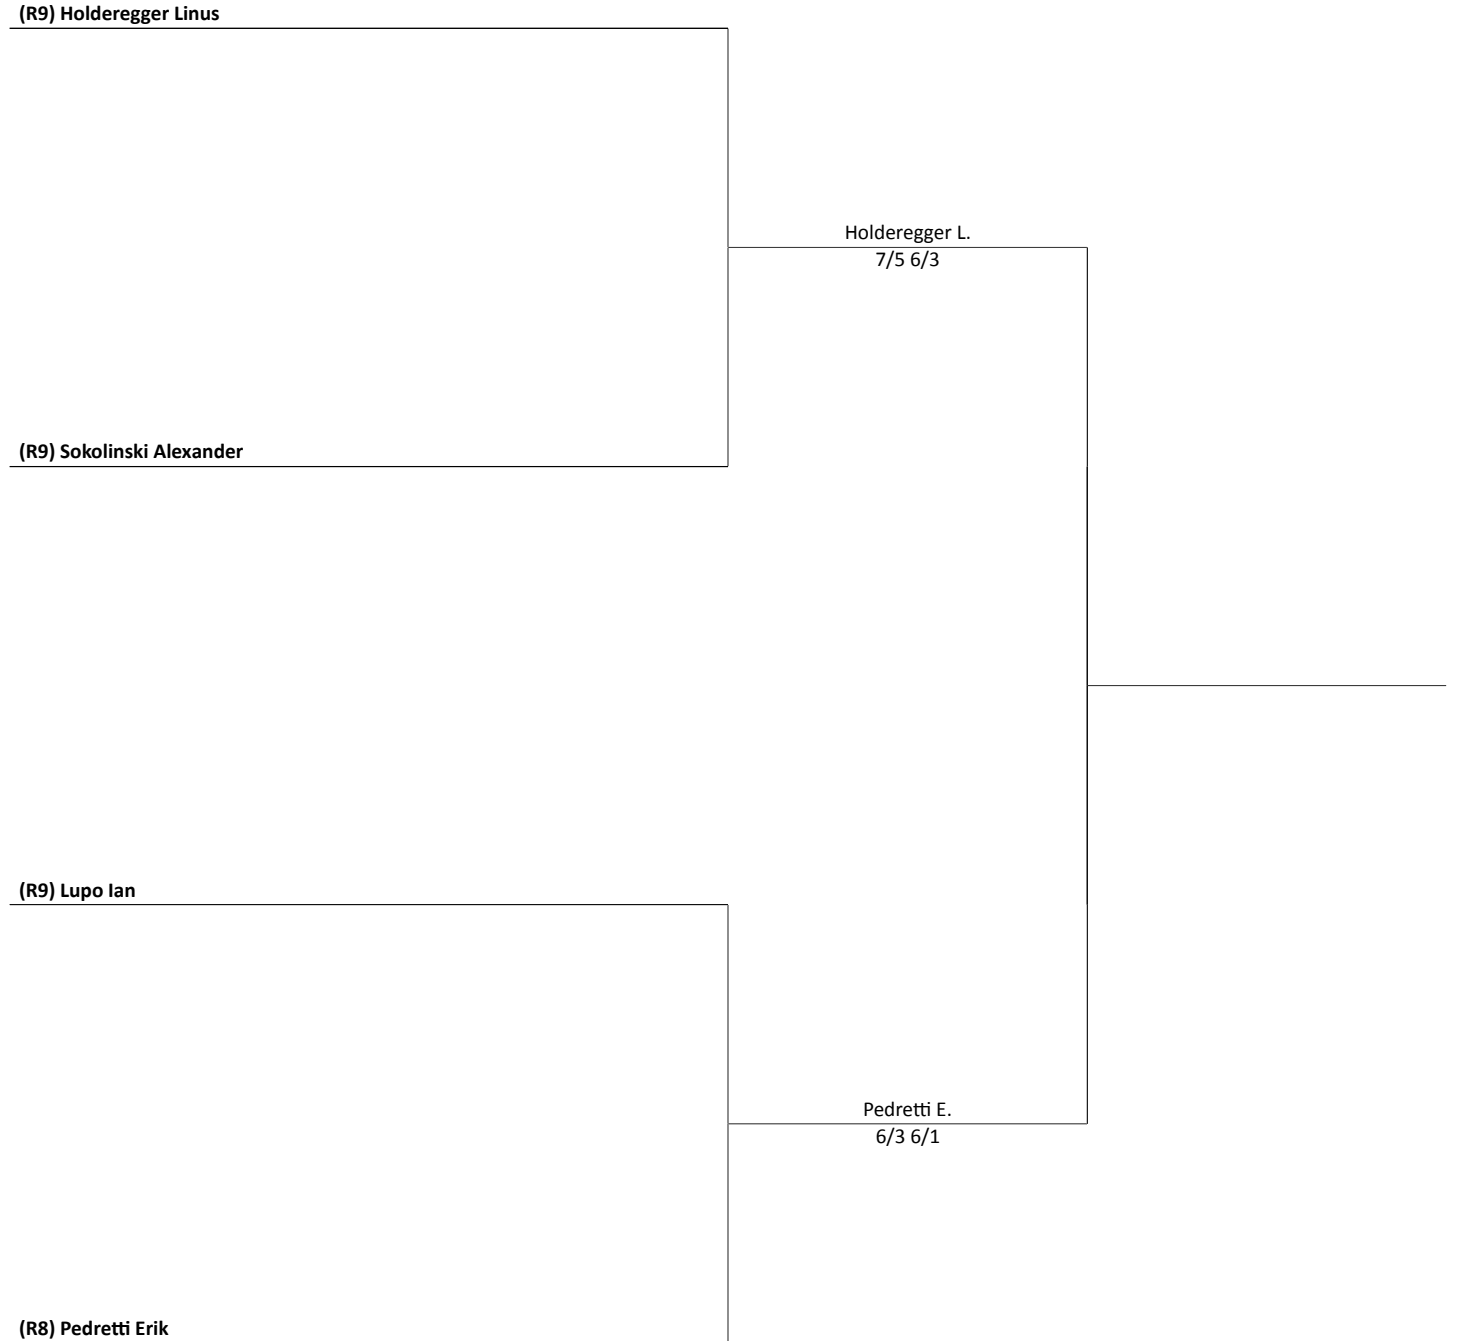 (R9) Holderegger Linus
Holderegger L.
7/5 6/3
(R9) Sokolinski Alexander
(R9) Lupo Ian
Pedretti E.
6/3 6/1
(R8) Pedretti Erik